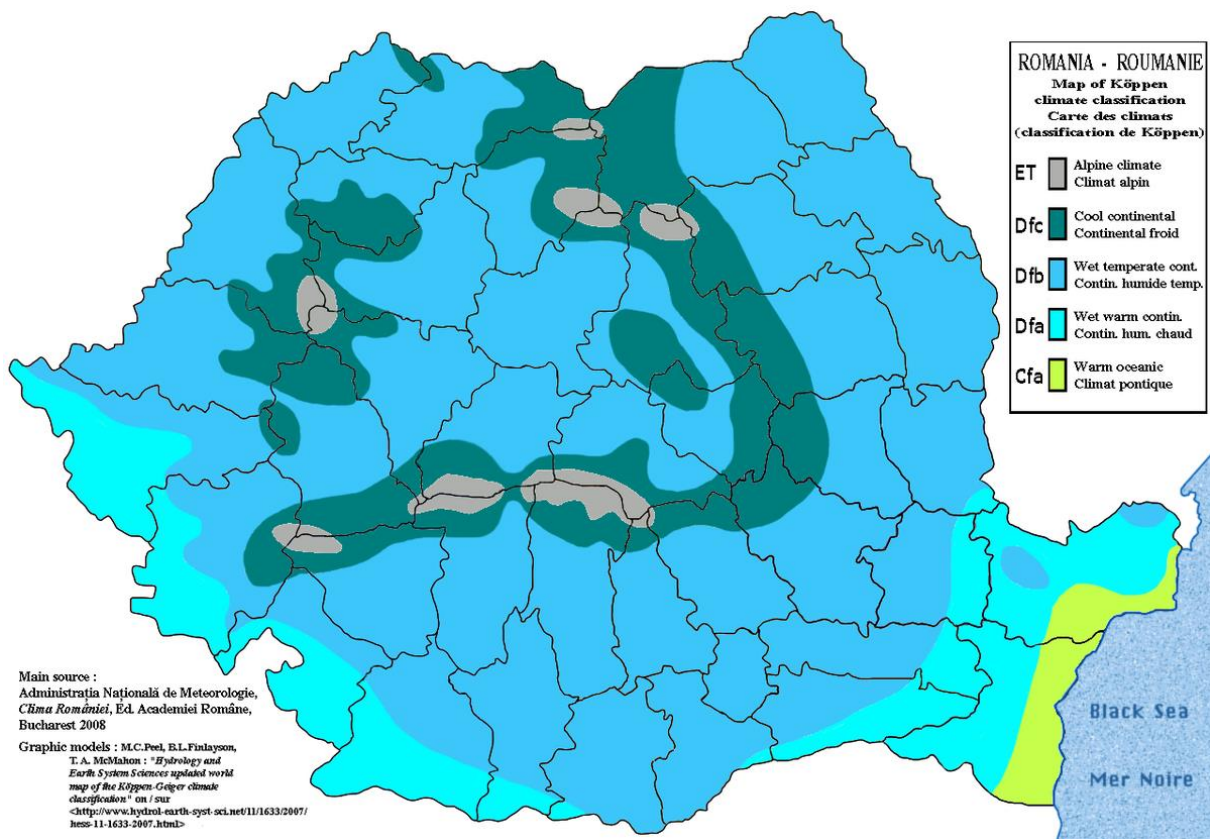 ROMANIA - ROUMANIE
Map of Köppen
climate classification
Carte des climats
(classification de Köppen)
ET Alpine climate
Climat alpin
Dfc Cool continental
Continental froid
Dfb Wet temperate cont.
Contin. humide temp.
Dfa Wet warm contin.
Contin. hum. chaud
Cfa Warm oceanic
Climat pontique
Main source :
Administrația Națională de Meteorologie,
Clima României, Ed. Academiei Române,
Bucharest 2008
Graphic models : M.C.Peel, B.L.Finlayson,
T. A. McMahon : "Hydrology and
Earth System Sciences updated world
map of the Köppen-Geiger climate
classification" on / sur
<http://www.hydrol-earth-syst-sci.net/11/1633/2007/
hess-11-1633-2007.html>
Black Sea
Mer Noire